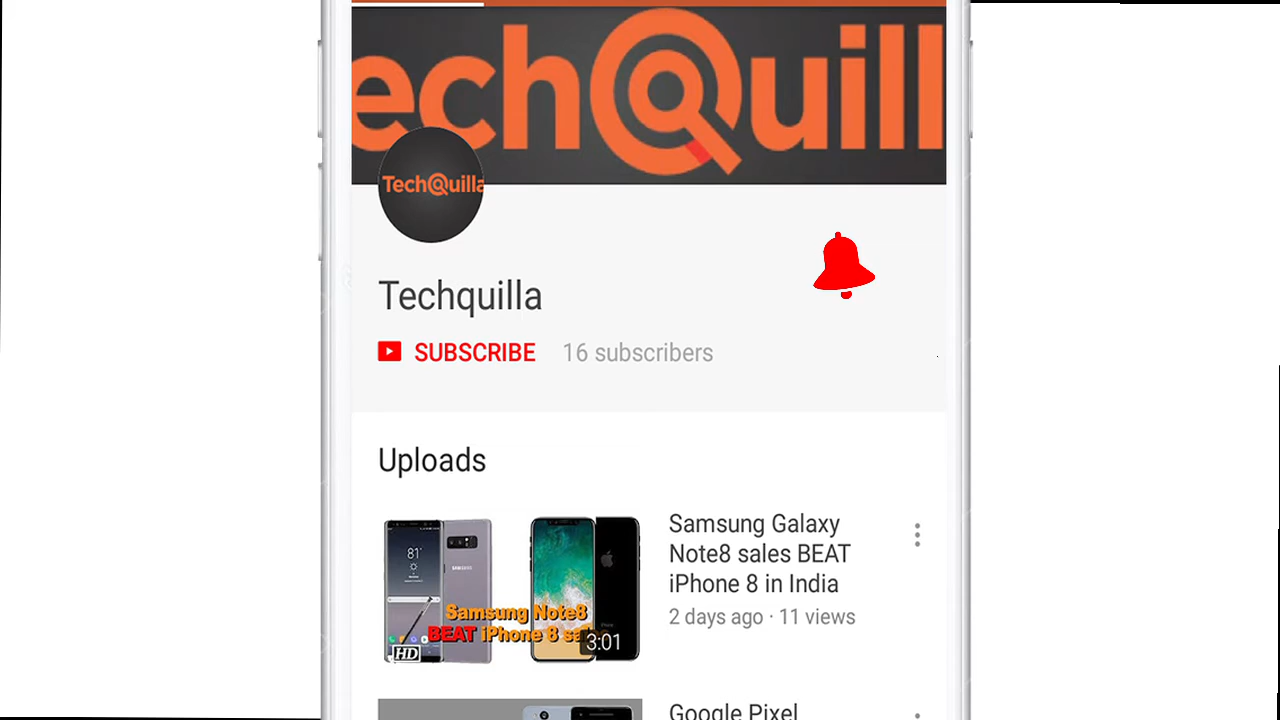 echQuill
TechQuilla
Techquilla
SUBSCRIBE 16 subscribers
Uploads
Samsung Galaxy
Note8 sales BEAT
iPhone 8 in India
2 days ago · 11 views
81°
SAMSUNG
Samsung Note8
BEAT iPhone 8 sa
3:01
HD
Google Pixel